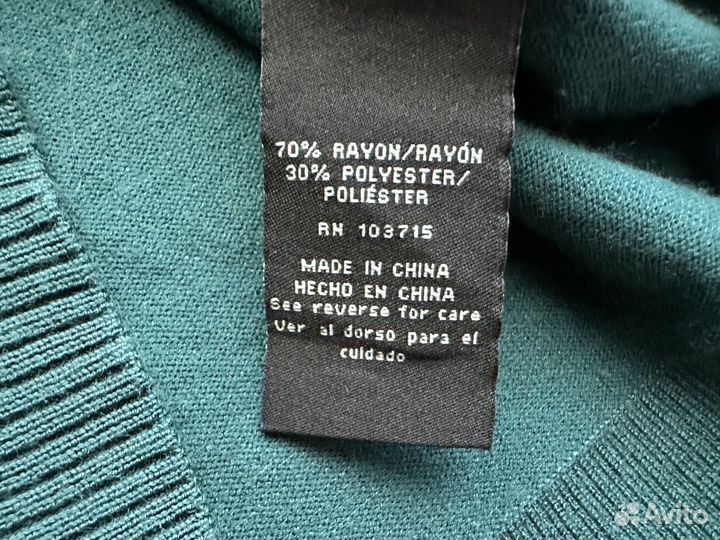 70% RAYON/RAYÓN
30% POLYESTER/
POLIÉSTER
RN 103715
MADE IN CHINA
HECHO EN CHINA
See reverse for care
Ver al dorso para el
cuidado
Avito